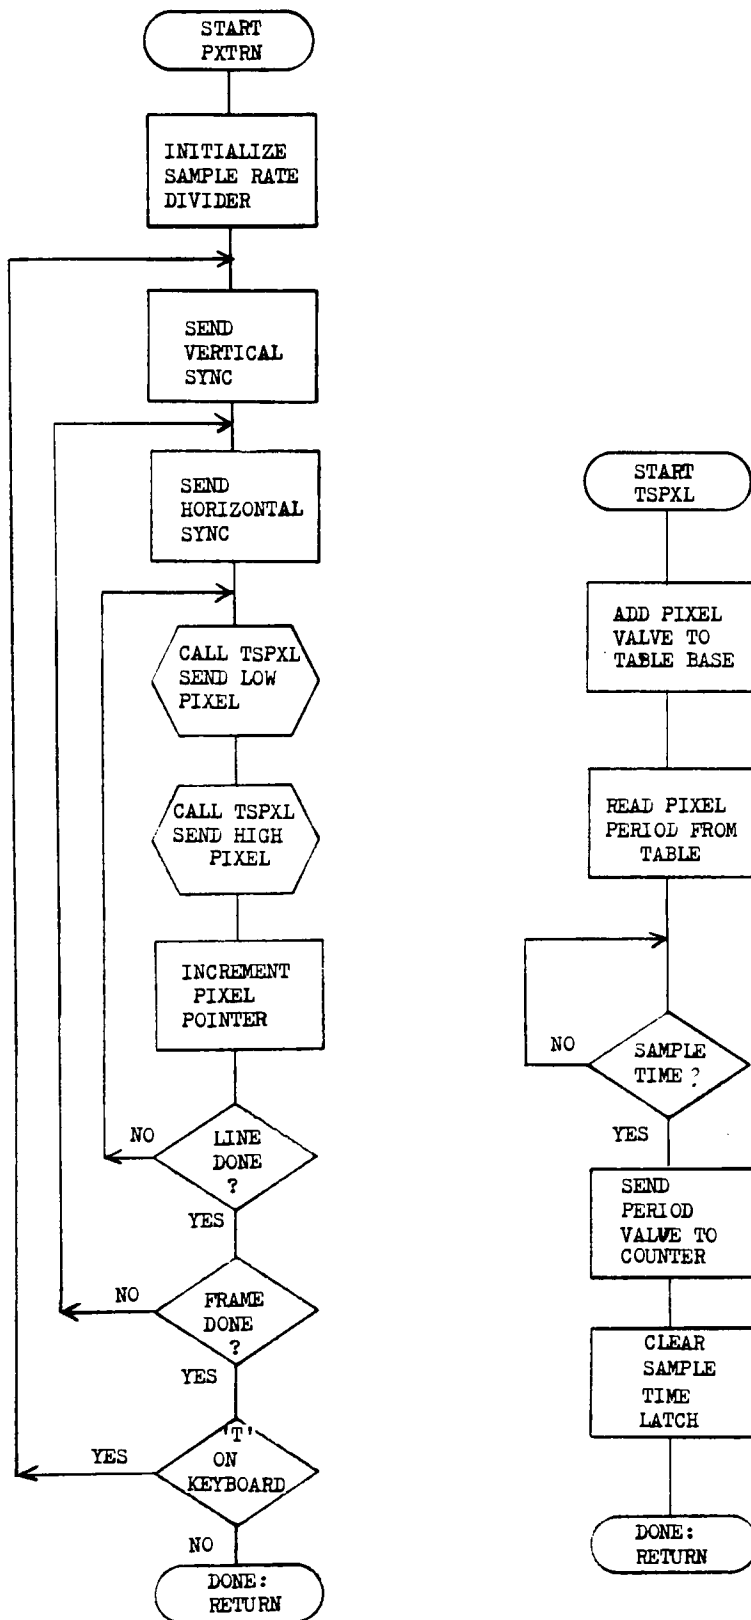 START
PXTRN
INITIALIZE
SAMPLE RATE
DIVIDER
SEND
VERTICAL
SYNC
SEND
HORIZONTAL
SYNC
CALL TSPXL
SEND LOW
PIXEL
CALL TSPXL
SEND HIGH
PIXEL
INCREMENT
PIXEL
POINTER
NO
LINE
DONE
?
YES
NO
FRAME
DONE
?
YES
YES
'T'
ON
KEYBOARD
NO
DONE:
RETURN
START
TSPXL
ADD PIXEL
VALVE TO
TABLE BASE
READ PIXEL
PERIOD FROM
TABLE
NO
SAMPLE
TIME ?
YES
SEND
PERIOD
VALUE TO
COUNTER
CLEAR
SAMPLE
TIME
LATCH
DONE:
RETURN